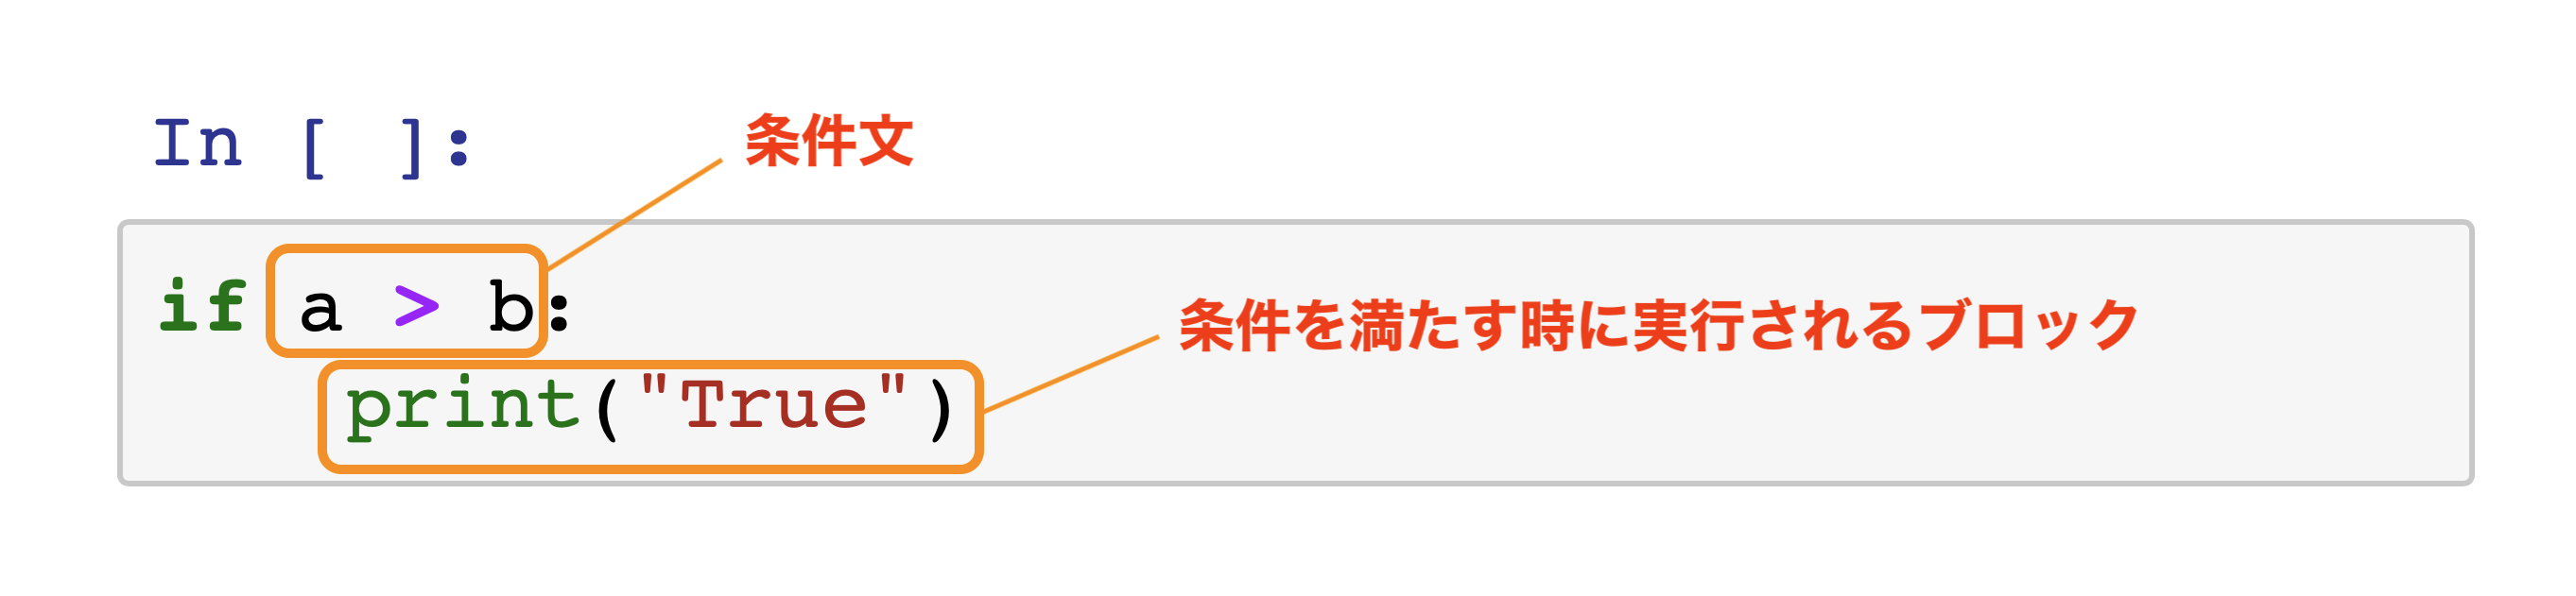 In [ ]:
条件文
if a > b:
条件を満たす時に実行されるブロック
print("True")